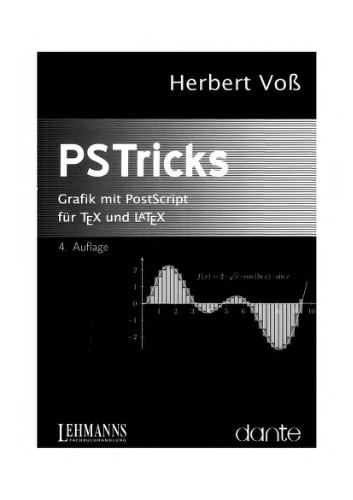 Herbert Voß
PSTricks
Grafik mit PostScript
für TEX und LATEX
4. Auflage
f(x) = 2 · √x · cos (ln x) · sin x
2
1
-1
-2
1 2 3 4 5 6 7 8 9 10
LEHMANNS
FACHBUCHHANDLUNG
dante